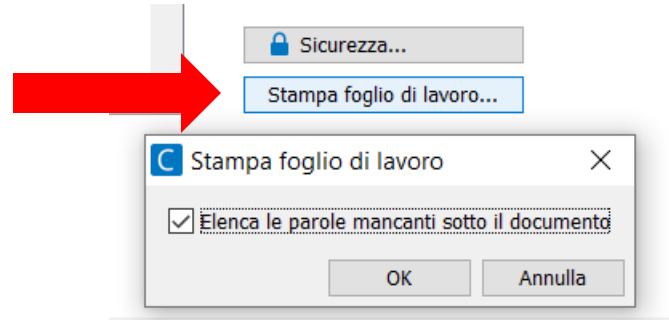 Sicurezza...
Stampa foglio di lavoro...
C Stampa foglio di lavoro
Elenca le parole mancanti sotto il documento
OK Annulla